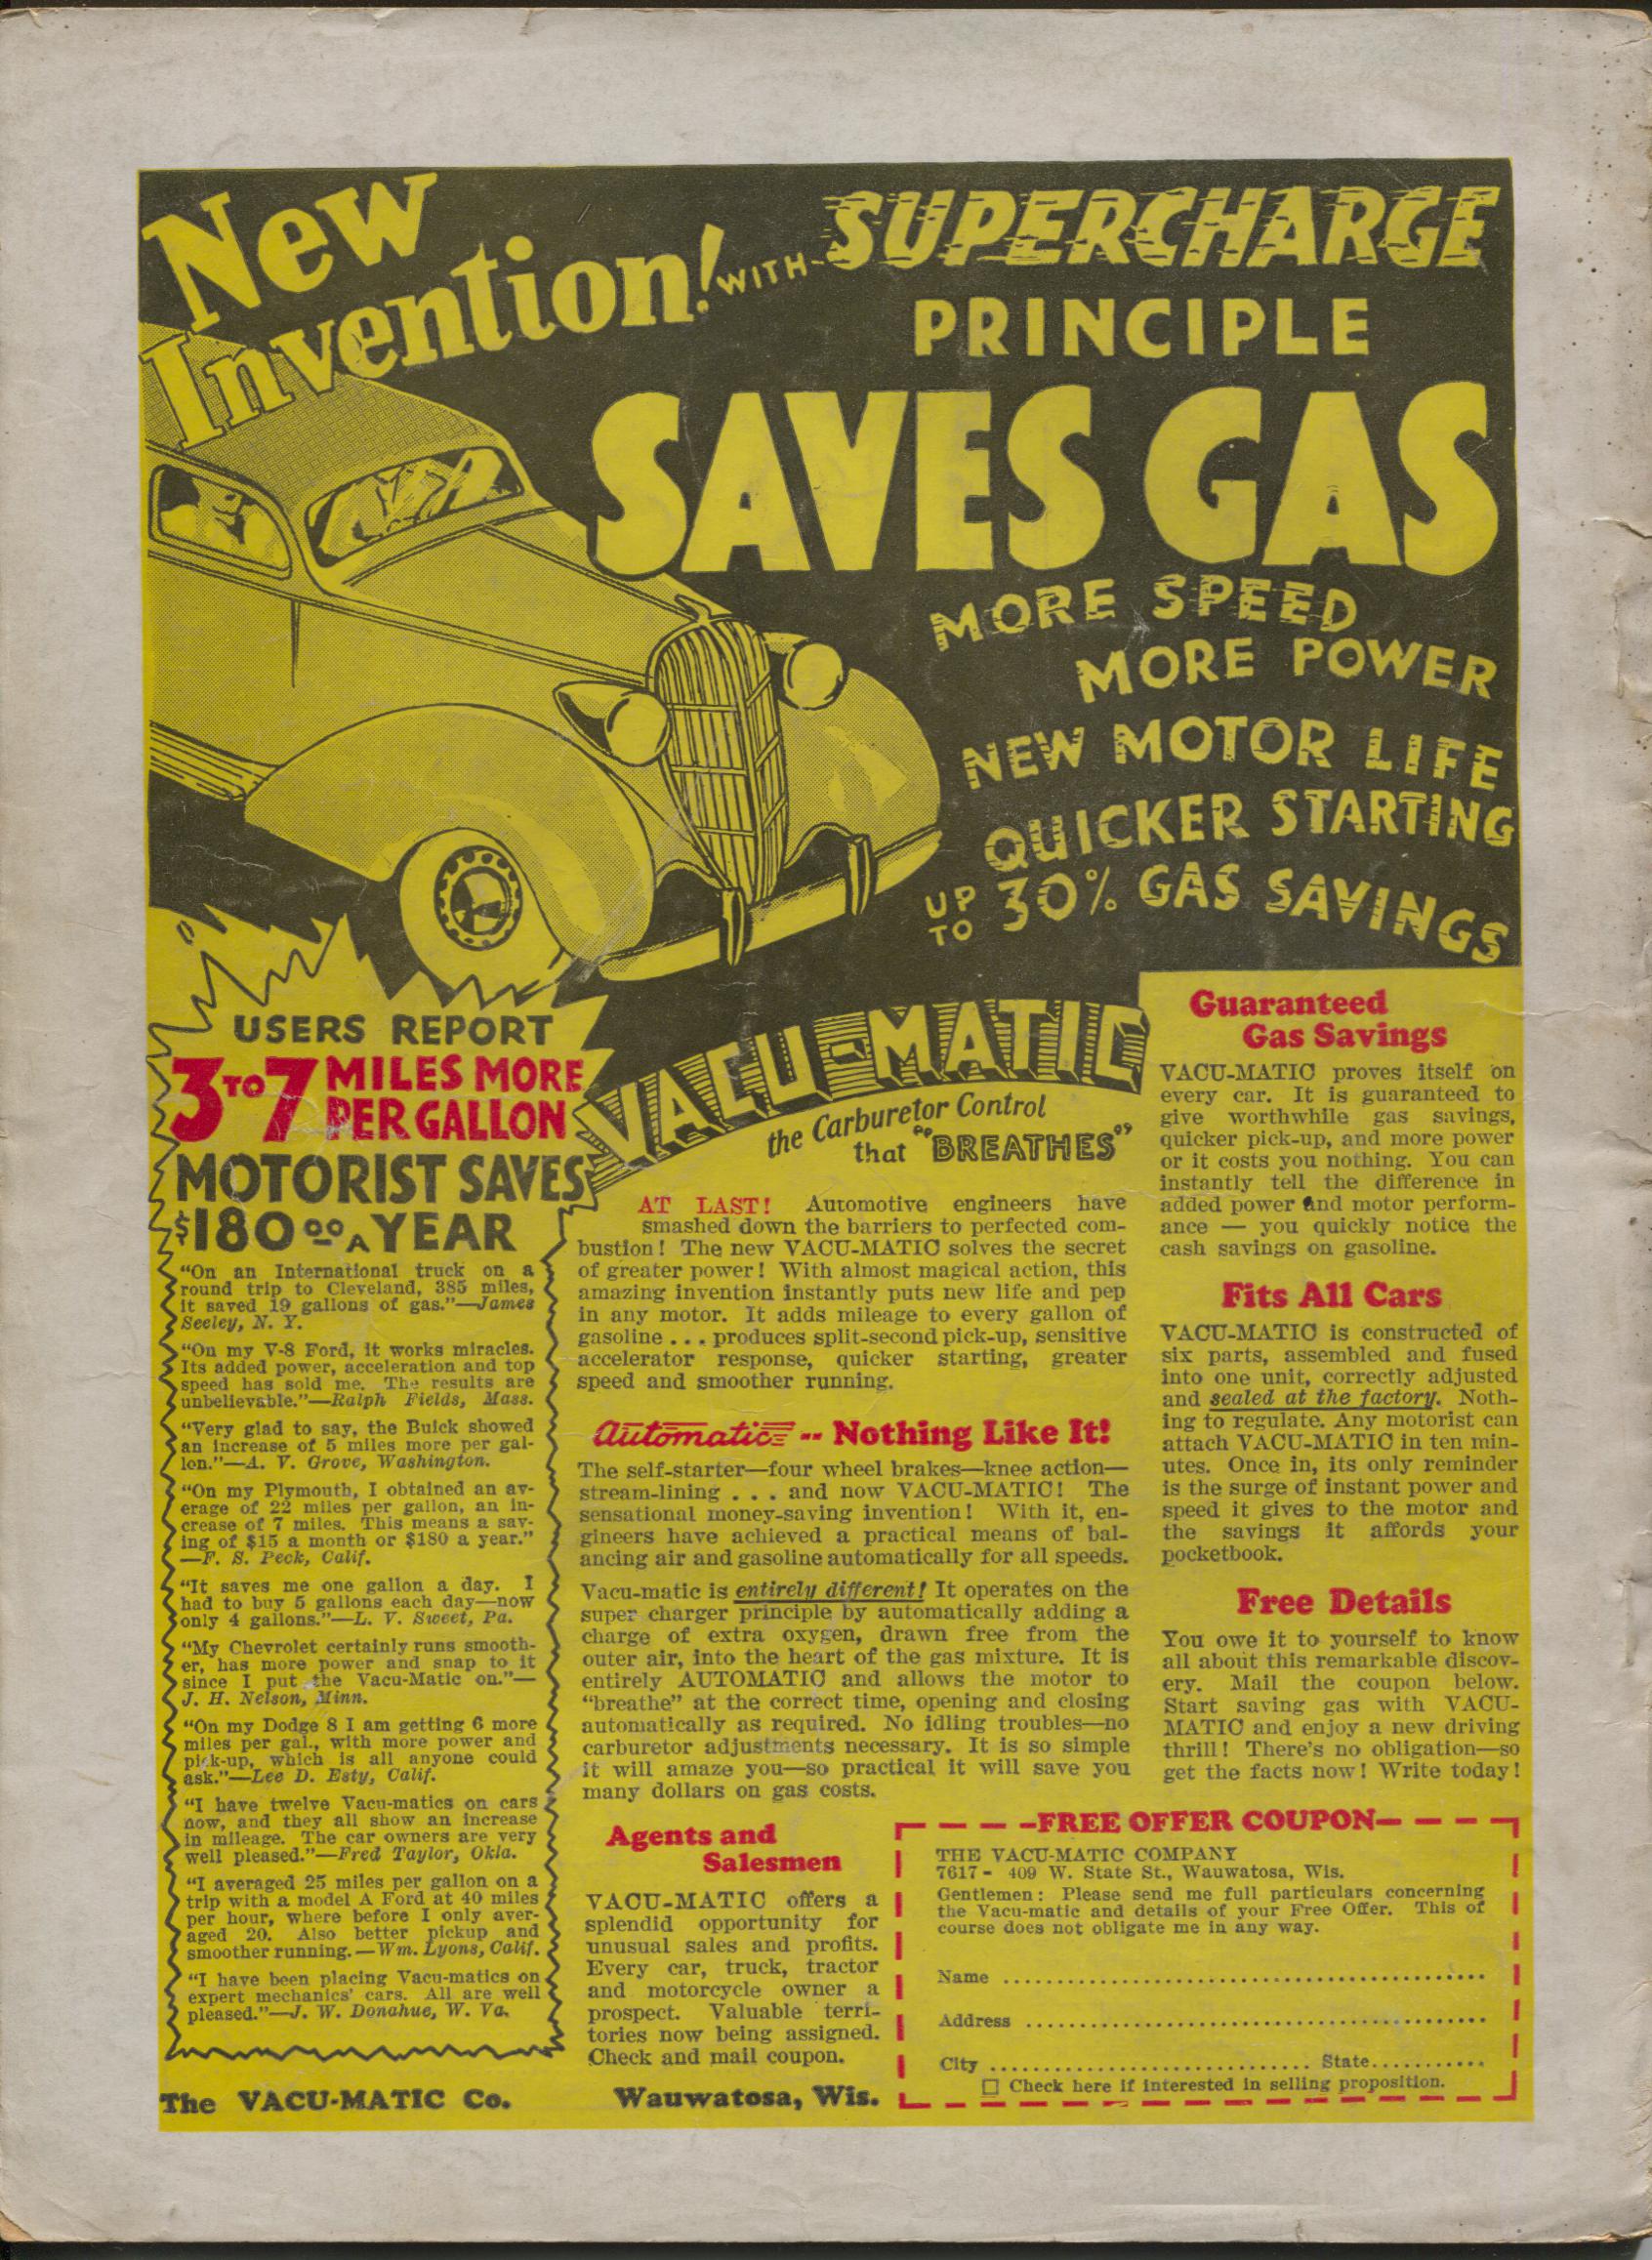 New
Invention! WITH- SUPERCHARGE
PRINCIPLE
SAVES GAS
MORE SPEED
MORE POWER
NEW MOTOR LIFE
QUICKER STARTING
UP TO 30% GAS SAVINGS
USERS REPORT
3 TO 7 MILES MORE
PER GALLON
MOTORIST SAVES
$180.00 A YEAR
"On an International truck on a
round trip to Cleveland, 385 miles,
it saved 19 gallons of gas."—James
Seeley, N. Y.
"On my V-8 Ford, it works miracles.
Its added power, acceleration and top
speed has sold me. The results are
unbelievable."—Ralph Fields, Mass.
"Very glad to say, the Buick showed
an increase of 5 miles more per gal-
lon."—A. V. Grove, Washington.
"On my Plymouth, I obtained an av-
erage of 22 miles per gallon, an in-
crease of 7 miles. This means a sav-
ing of $15 a month or $180 a year."
—F. S. Peck, Calif.
"It saves me one gallon a day. I
had to buy 5 gallons each day—now
only 4 gallons."—L. V. Sweet, Pa.
"My Chevrolet certainly runs smooth-
er, has more power and snap to it
since I put the Vacu-Matic on."—
J. H. Nelson, Minn.
"On my Dodge 8 I am getting 6 more
miles per gal., with more power and
pick-up, which is all anyone could
ask."—Lee D. Esty, Calif.
"I have twelve Vacu-matics on cars
now, and they all show an increase
in mileage. The car owners are very
well pleased."—Fred Taylor, Okla.
"I averaged 25 miles per gallon on a
trip with a model A Ford at 40 miles
per hour, where before I only aver-
aged 20. Also better pickup and
smoother running.—Wm. Lyons, Calif.
"I have been placing Vacu-matics on
expert mechanics' cars. All are well
pleased."—J. W. Donahue, W. Va.
VACU-MATIC
the Carburetor Control
that "BREATHES"
AT LAST! Automotive engineers have
smashed down the barriers to perfected com-
bustion! The new VACU-MATIC solves the secret
of greater power! With almost magical action, this
amazing invention instantly puts new life and pep
in any motor. It adds mileage to every gallon of
gasoline . . . produces split-second pick-up, sensitive
accelerator response, quicker starting, greater
speed and smoother running.
Automatic -- Nothing Like It!
The self-starter—four wheel brakes—knee action—
stream-lining . . . and now VACU-MATIC! The
sensational money-saving invention! With it, en-
gineers have achieved a practical means of bal-
ancing air and gasoline automatically for all speeds.
Vacu-matic is entirely different! It operates on the
super charger principle by automatically adding a
charge of extra oxygen, drawn free from the
outer air, into the heart of the gas mixture. It is
entirely AUTOMATIC and allows the motor to
"breathe" at the correct time, opening and closing
automatically as required. No idling troubles—no
carburetor adjustments necessary. It is so simple
it will amaze you—so practical it will save you
many dollars on gas costs.
Agents and
Salesmen
VACU-MATIC offers a
splendid opportunity for
unusual sales and profits.
Every car, truck, tractor
and motorcycle owner a
prospect. Valuable terri-
tories now being assigned.
Check and mail coupon.
Guaranteed
Gas Savings
VACU-MATIC proves itself on
every car. It is guaranteed to
give worthwhile gas savings,
quicker pick-up, and more power
or it costs you nothing. You can
instantly tell the difference in
added power and motor perform-
ance — you quickly notice the
cash savings on gasoline.
Fits All Cars
VACU-MATIC is constructed of
six parts, assembled and fused
into one unit, correctly adjusted
and sealed at the factory. Noth-
ing to regulate. Any motorist can
attach VACU-MATIC in ten min-
utes. Once in, its only reminder
is the surge of instant power and
speed it gives to the motor and
the savings it affords your
pocketbook.
Free Details
You owe it to yourself to know
all about this remarkable discov-
ery. Mail the coupon below.
Start saving gas with VACU-
MATIC and enjoy a new driving
thrill! There's no obligation—so
get the facts now! Write today!
FREE OFFER COUPON
THE VACU-MATIC COMPANY
7617 - 409 W. State St., Wauwatosa, Wis.
Gentlemen: Please send me full particulars concerning
the Vacu-matic and details of your Free Offer. This of
course does not obligate me in any way.
Name
Address
City State
☐ Check here if interested in selling proposition.
The VACU-MATIC Co. Wauwatosa, Wis.